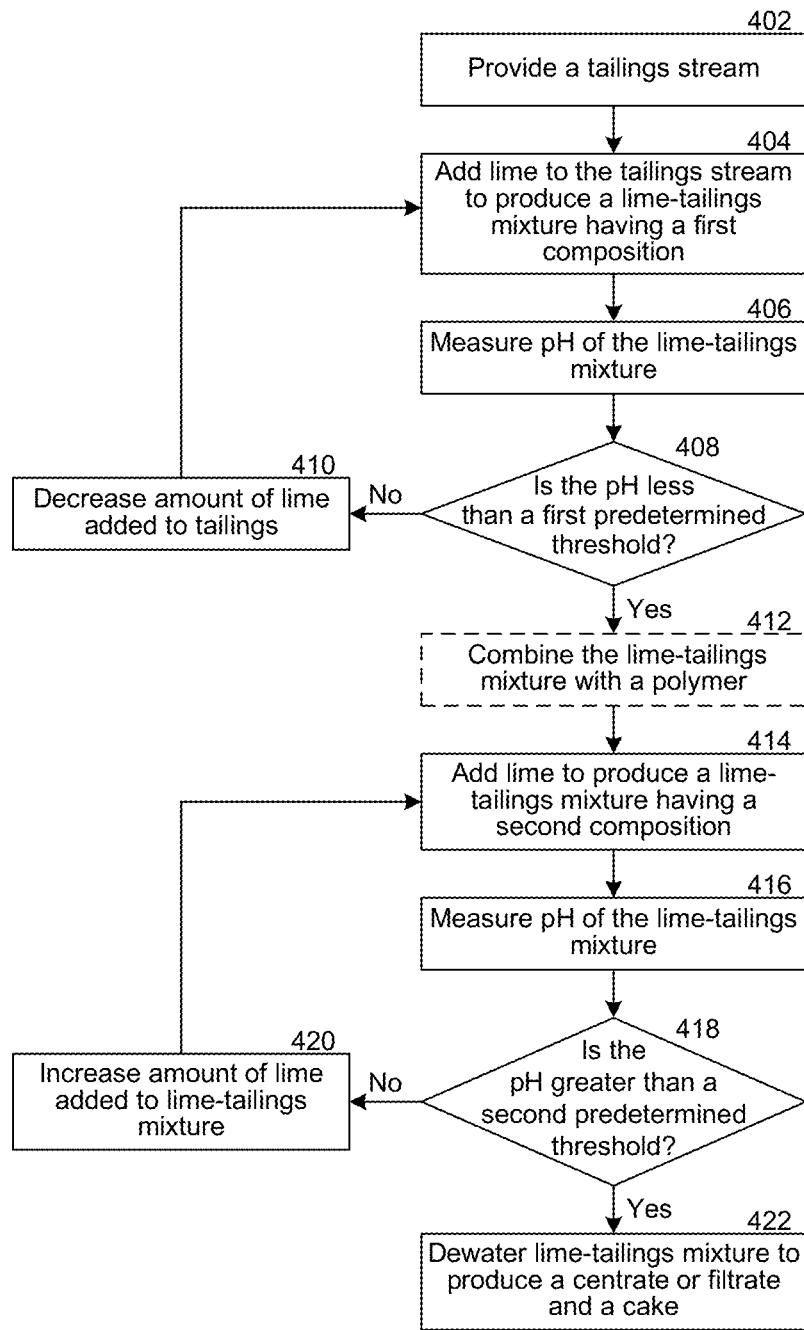 402
Provide a tailings stream
404
Add lime to the tailings stream
to produce a lime-tailings
mixture having a first
composition
406
Measure pH of the lime-tailings
mixture
408
Is the pH less
than a first predetermined
threshold?
No
410
Decrease amount of lime
added to tailings
Yes
412
Combine the lime-tailings
mixture with a polymer
414
Add lime to produce a lime-
tailings mixture having a
second composition
416
Measure pH of the lime-tailings
mixture
418
Is the
pH greater than a
second predetermined
threshold?
No
420
Increase amount of lime
added to lime-tailings
mixture
Yes
422
Dewater lime-tailings mixture to
produce a centrate or filtrate
and a cake